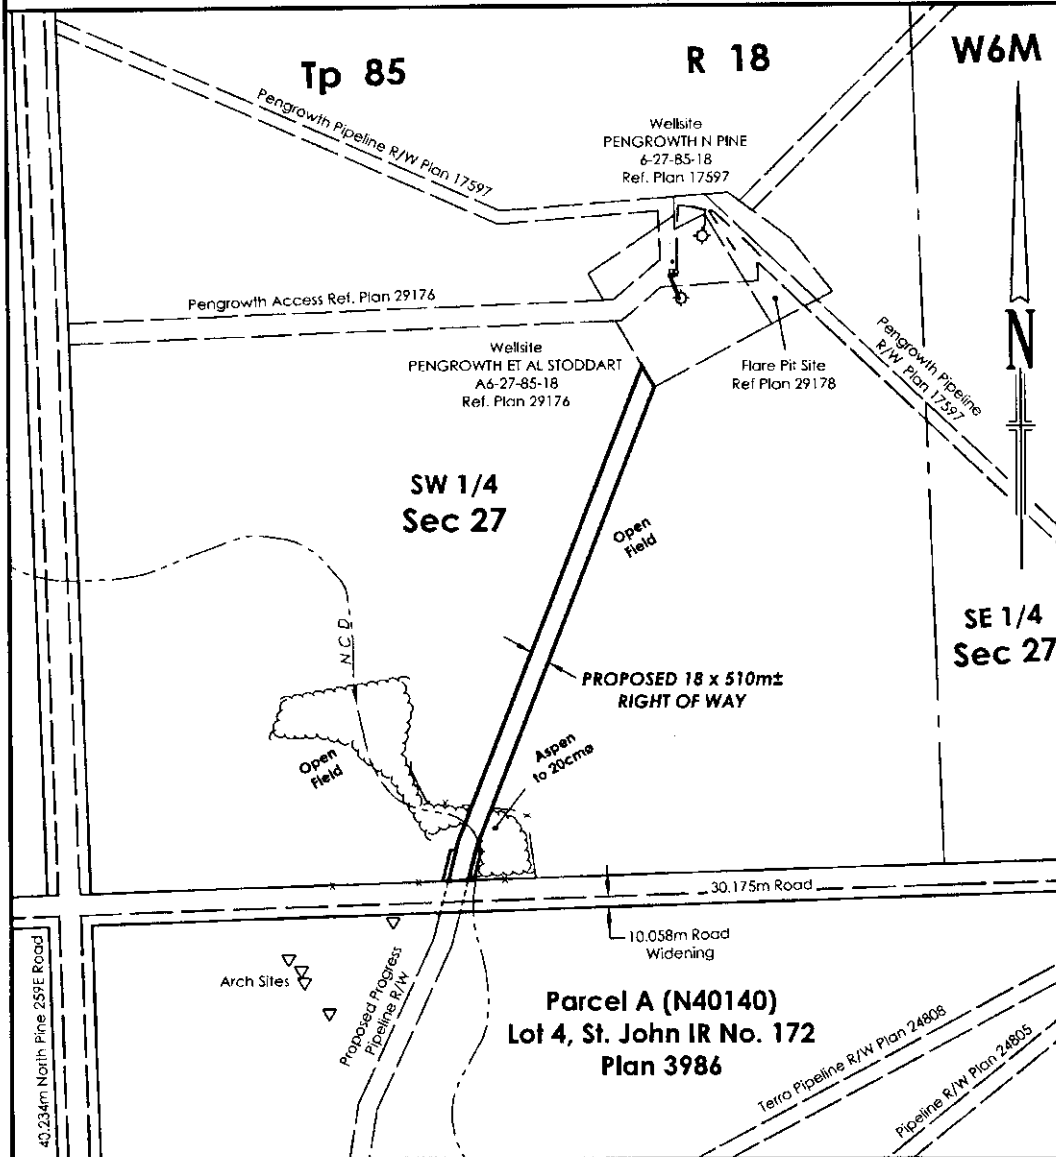 Tp 85
R 18
W6M
Pengrowth Pipeline R/W Plan 17597
Wellsite
PENGROWTH N PINE
6-27-85-18
Ref. Plan 17597
Pengrowth Access Ref. Plan 29176
Wellsite
PENGROWTH ET AL STODDART
A6-27-85-18
Ref. Plan 29176
Flare Pit Site
Ref Plan 29178
Pengrowth Pipeline
R/W Plan 17597
N
SW 1/4
Sec 27
Open
Field
SE 1/4
Sec 27
N.C.D.
PROPOSED 18 x 510m±
RIGHT OF WAY
Open
Field
Aspen
to 20cmø
30.175m Road
10.058m Road
Widening
Arch Sites
Proposed Progress
Pipeline R/W
40.234m North Pine 259E Road
Parcel A (N40140)
Lot 4, St. John IR No. 172
Plan 3986
Terra Pipeline R/W Plan 24808
Pipeline R/W Plan 24805